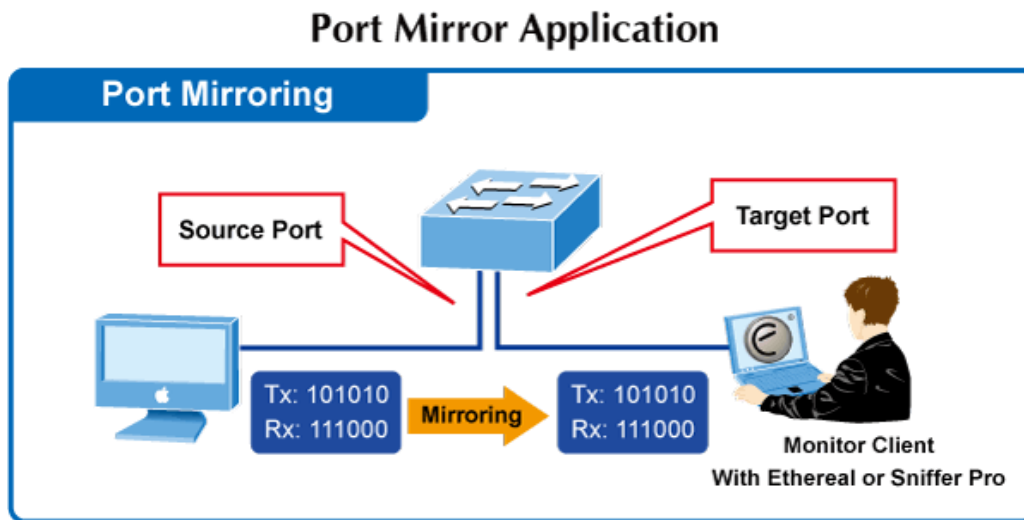 Port Mirror Application
Port Mirroring
Source Port
Target Port
Tx: 101010
Rx: 111000
Mirroring
Tx: 101010
Rx: 111000
e
Monitor Client
With Ethereal or Sniffer Pro